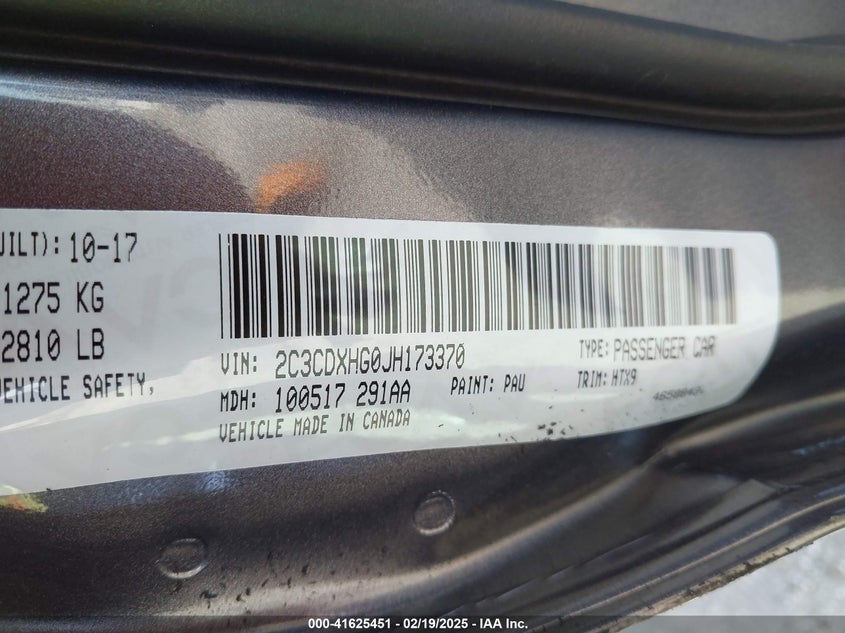 UILT): 10-17
1275 KG
2810 LB
VEHICLE SAFETY,
VIN: 2C3CDXHG0JH173370
TYPE: PASSENGER CAR
MDH: 100517 291AA
PAINT: PAU
TRIM: HTX9
VEHICLE MADE IN CANADA
000-41625451 - 02/19/2025 - IAA Inc.